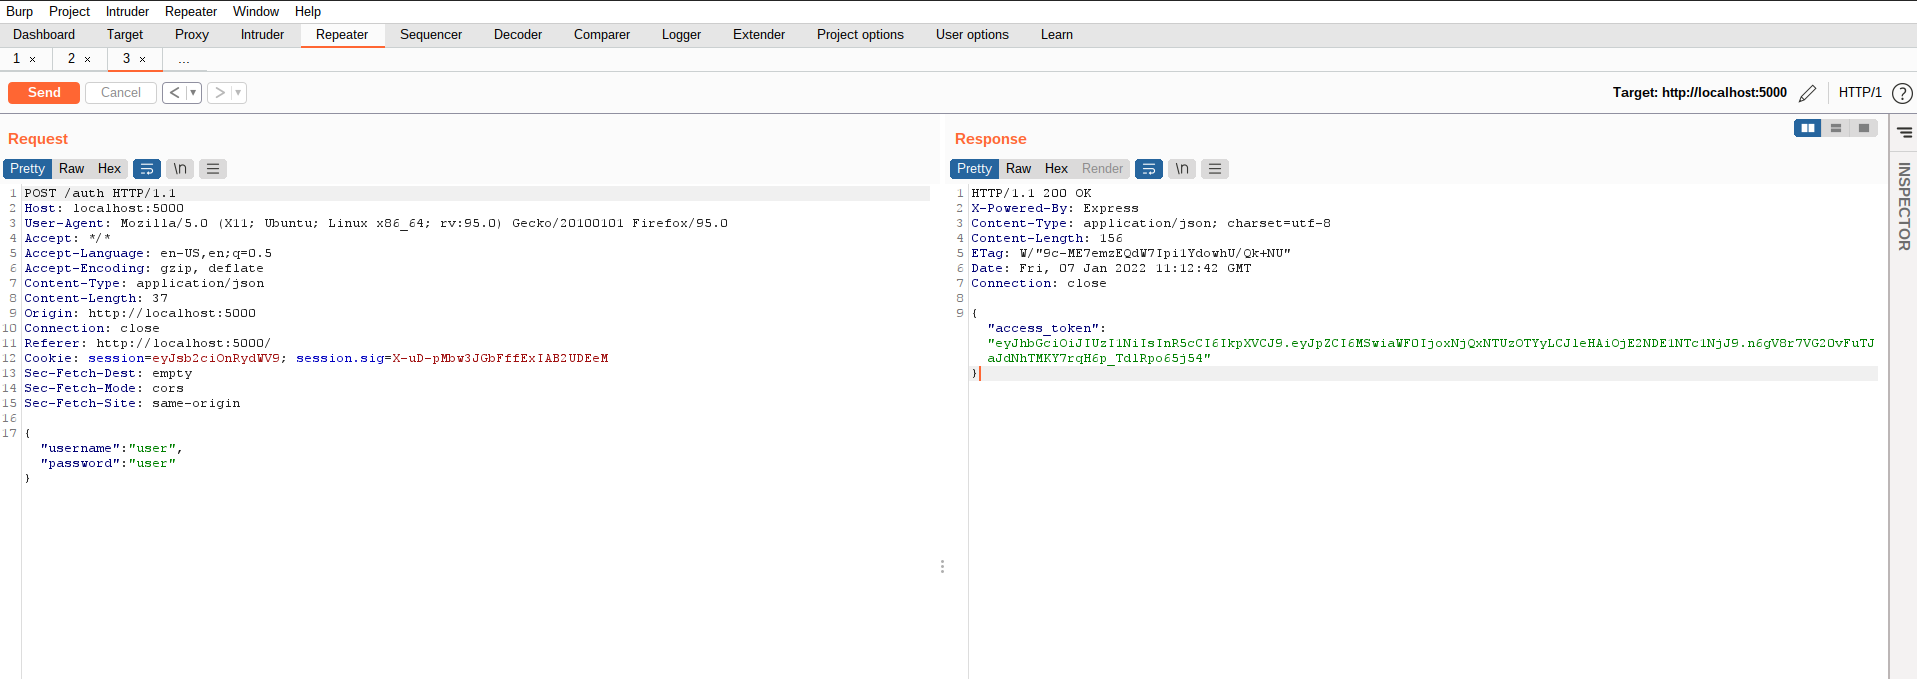 Burp Project Intruder Repeater Window Help
Dashboard Target Proxy Intruder Repeater Sequencer Decoder Comparer Logger Extender Project options User options Learn
1 × 2 × 3 × ...
Send Cancel < > Target: http://localhost:5000 HTTP/1 ?
Request
Pretty Raw Hex \n
1 POST /auth HTTP/1.1
2 Host: localhost:5000
3 User-Agent: Mozilla/5.0 (X11; Ubuntu; Linux x86_64; rv:95.0) Gecko/20100101 Firefox/95.0
4 Accept: */*
5 Accept-Language: en-US,en;q=0.5
6 Accept-Encoding: gzip, deflate
7 Content-Type: application/json
8 Content-Length: 37
9 Origin: http://localhost:5000
10 Connection: close
11 Referer: http://localhost:5000/
12 Cookie: session=eyJsb2ciOnRydWV9; session.sig=X-uD-pMbw3JGbFffExIAB2UDEeM
13 Sec-Fetch-Dest: empty
14 Sec-Fetch-Mode: cors
15 Sec-Fetch-Site: same-origin
16
17 {
"username":"user",
"password":"user"
}
Response
Pretty Raw Hex Render \n
1 HTTP/1.1 200 OK
2 X-Powered-By: Express
3 Content-Type: application/json; charset=utf-8
4 Content-Length: 156
5 ETag: W/"9c-ME7emzEQdW7Ipi1YdowhU/Qk+NU"
6 Date: Fri, 07 Jan 2022 11:12:42 GMT
7 Connection: close
8
9 {
"access_token":
"eyJhbGciOiJIUzI1NiIsInR5cCI6IkpXVCJ9.eyJpZCI6MSwiaWF0IjoxNjQxNTUzOTYyLCJleHAiOjE2NDE1NTc1NjJ9.n6gV8r7VG20vFuTJ
aJdNhTMKY7rqH6p_TdlRpo65j54"
}
INSPECTOR